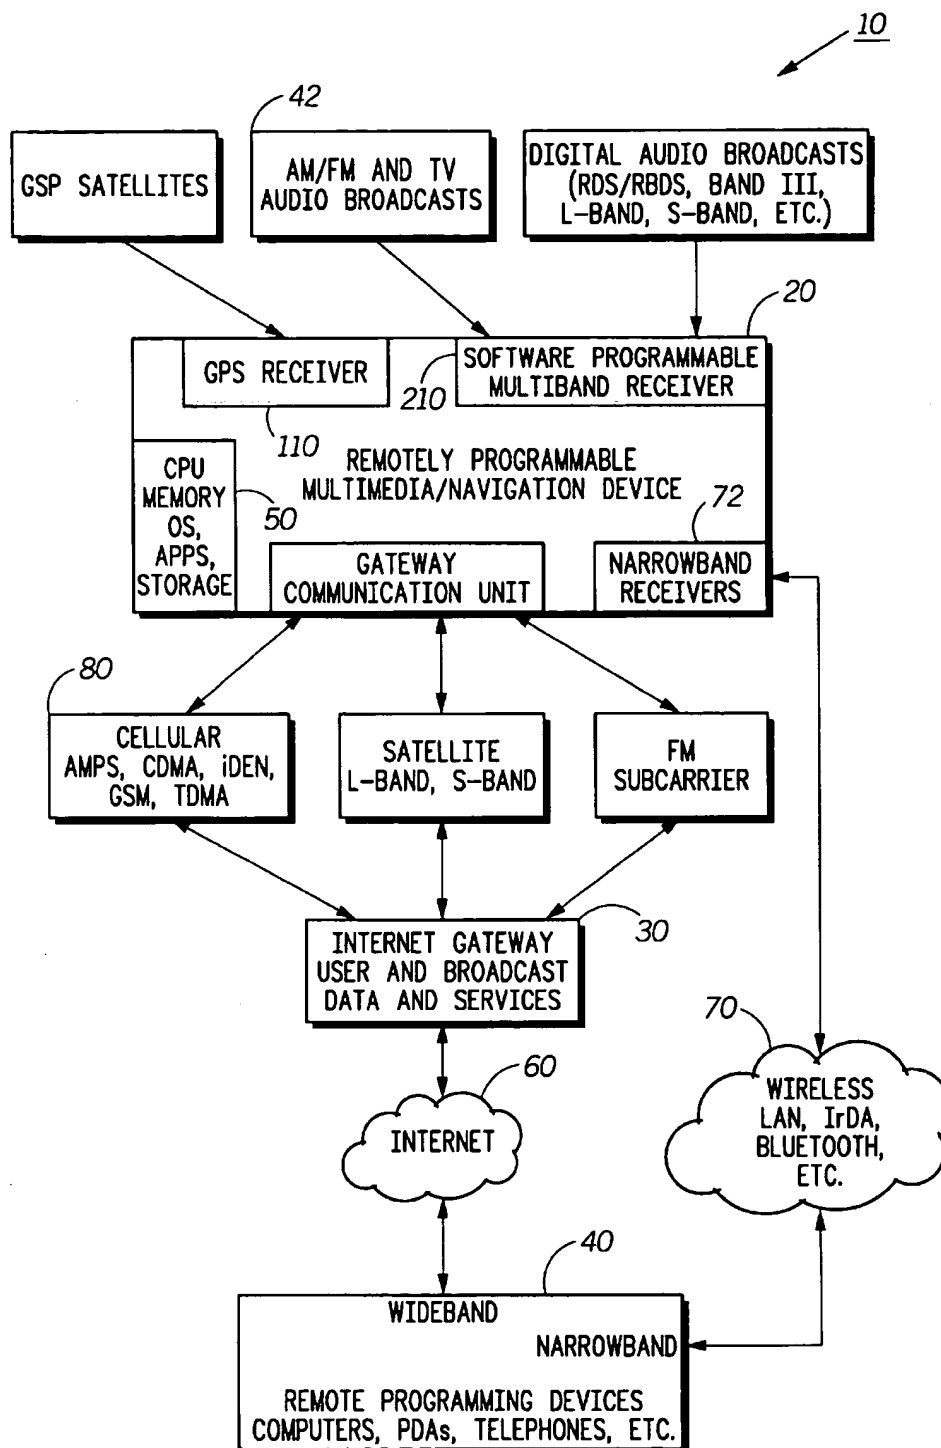 10
42
GSP SATELLITES
AM/FM AND TV
AUDIO BROADCASTS
DIGITAL AUDIO BROADCASTS
(RDS/RBDS, BAND III,
L-BAND, S-BAND, ETC.)
20
GPS RECEIVER
210
SOFTWARE PROGRAMMABLE
MULTIBAND RECEIVER
110
CPU
MEMORY
OS,
APPS,
STORAGE
50
REMOTELY PROGRAMMABLE
MULTIMEDIA/NAVIGATION DEVICE
72
GATEWAY
COMMUNICATION UNIT
NARROWBAND
RECEIVERS
80
CELLULAR
AMPS, CDMA, iDEN,
GSM, TDMA
SATELLITE
L-BAND, S-BAND
FM
SUBCARRIER
30
INTERNET GATEWAY
USER AND BROADCAST
DATA AND SERVICES
60
INTERNET
70
WIRELESS
LAN, IrDA,
BLUETOOTH,
ETC.
40
WIDEBAND
NARROWBAND
REMOTE PROGRAMMING DEVICES
COMPUTERS, PDAs, TELEPHONES, ETC.